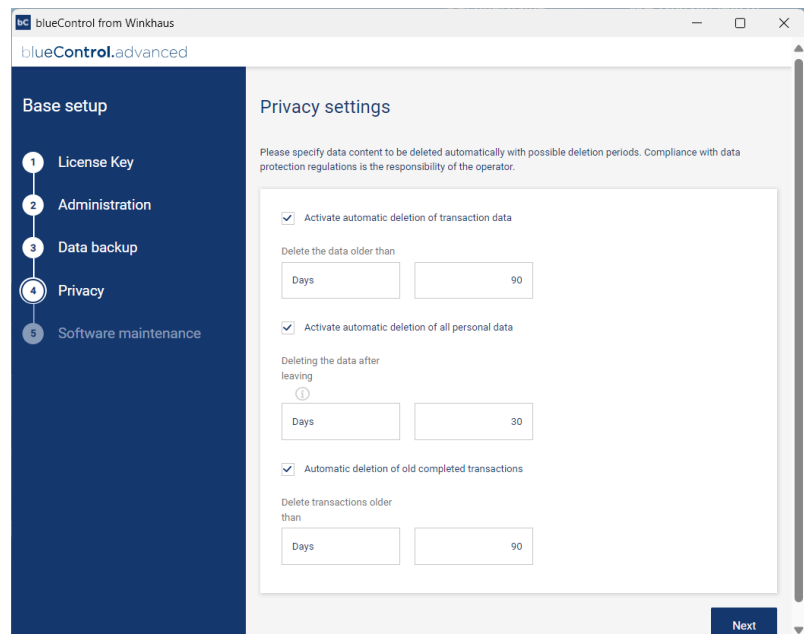 bC blueControl from Winkhaus
blueControl.advanced
Base setup
1 License Key
2 Administration
3 Data backup
4 Privacy
5 Software maintenance
Privacy settings
Please specify data content to be deleted automatically with possible deletion periods. Compliance with data
protection regulations is the responsibility of the operator.
Activate automatic deletion of transaction data
Delete the data older than
Days 90
Activate automatic deletion of all personal data
Deleting the data after
leaving
i
Days 30
Automatic deletion of old completed transactions
Delete transactions older
than
Days 90
Next